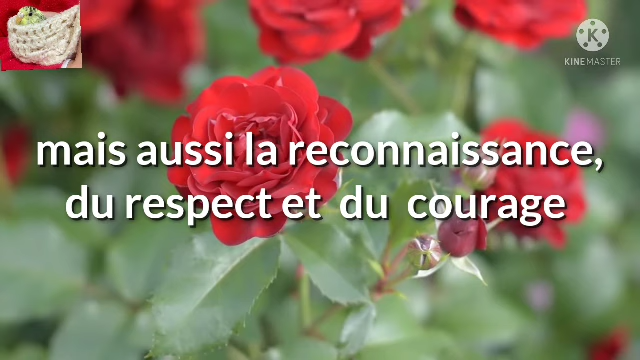 KINEMASTER
mais aussi la reconnaissance,
du respect et du courage